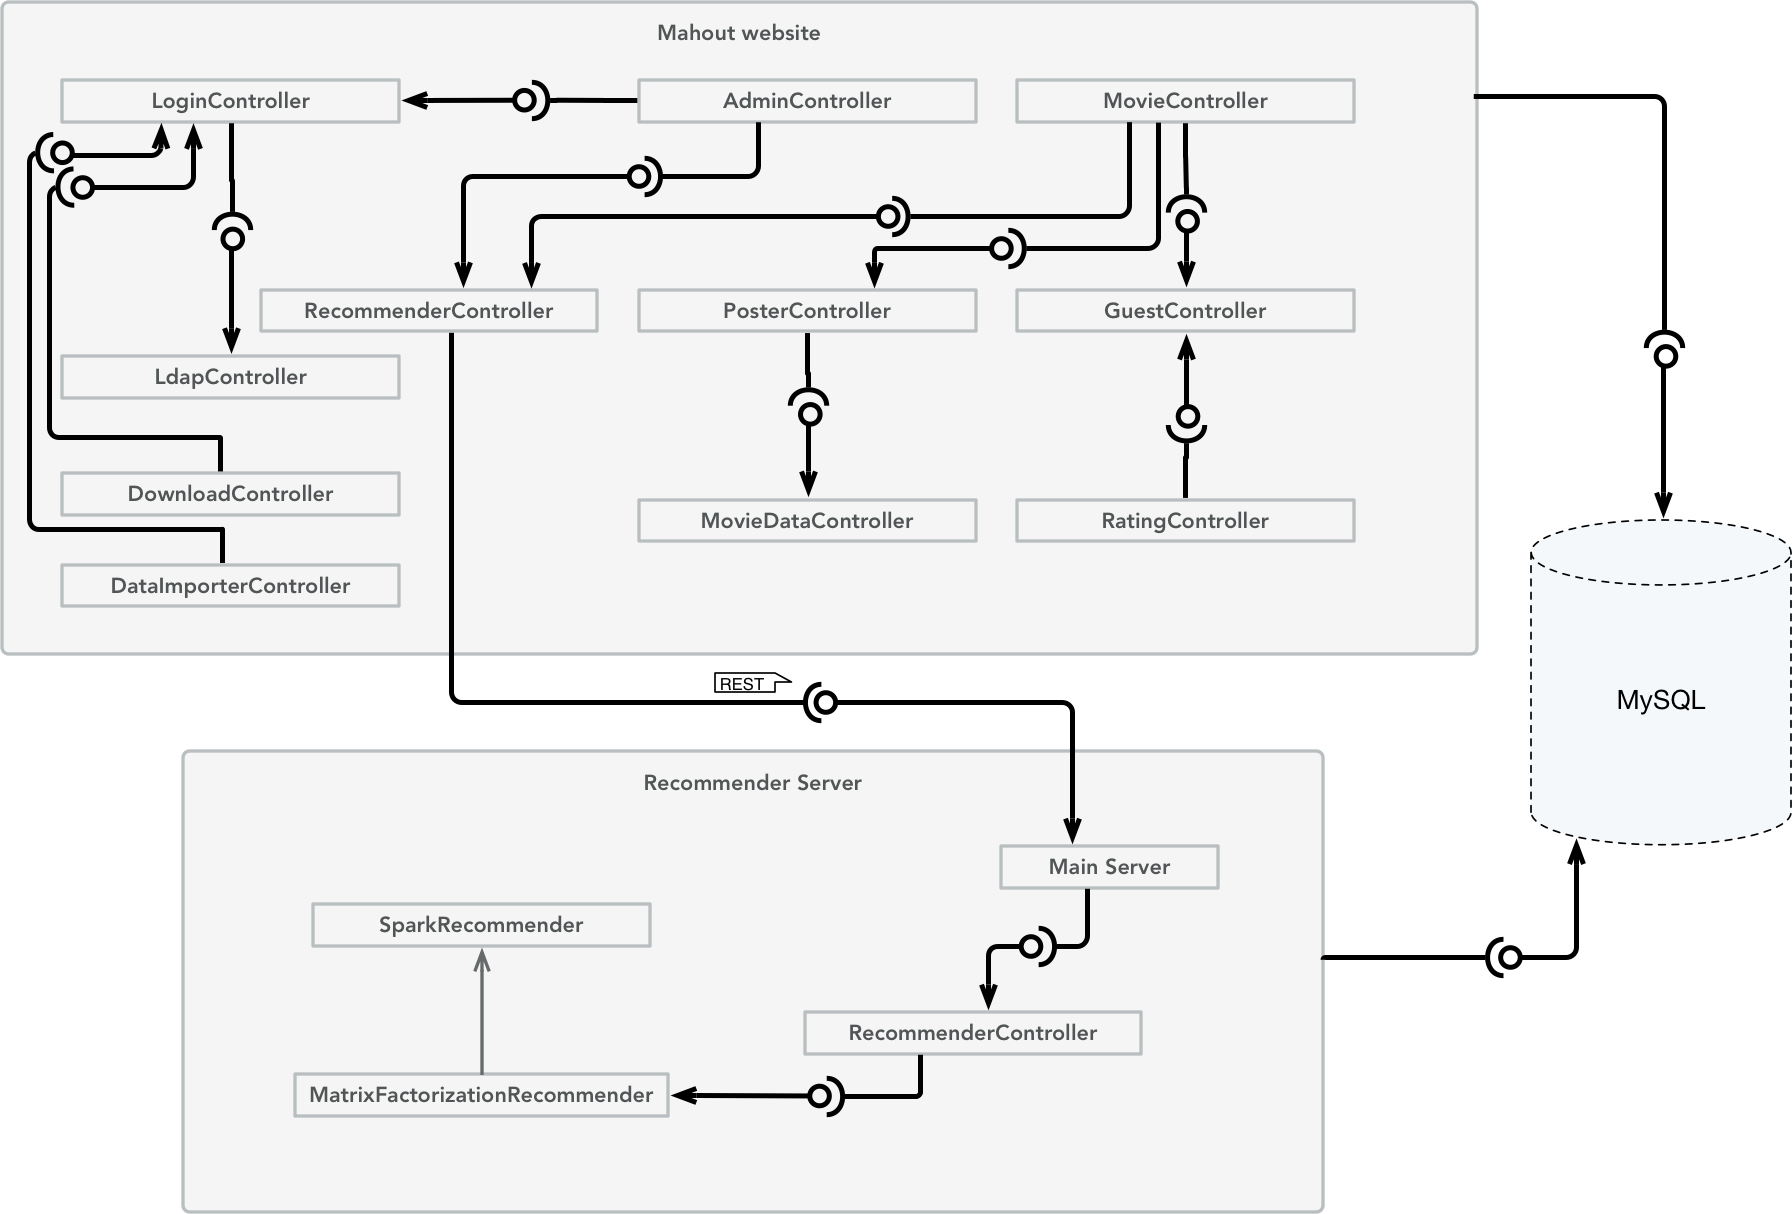 Mahout website
LoginController
AdminController
MovieController
RecommenderController
PosterController
GuestController
LdapController
DownloadController
MovieDataController
RatingController
DataImporterController
REST
MySQL
Recommender Server
Main Server
SparkRecommender
RecommenderController
MatrixFactorizationRecommender